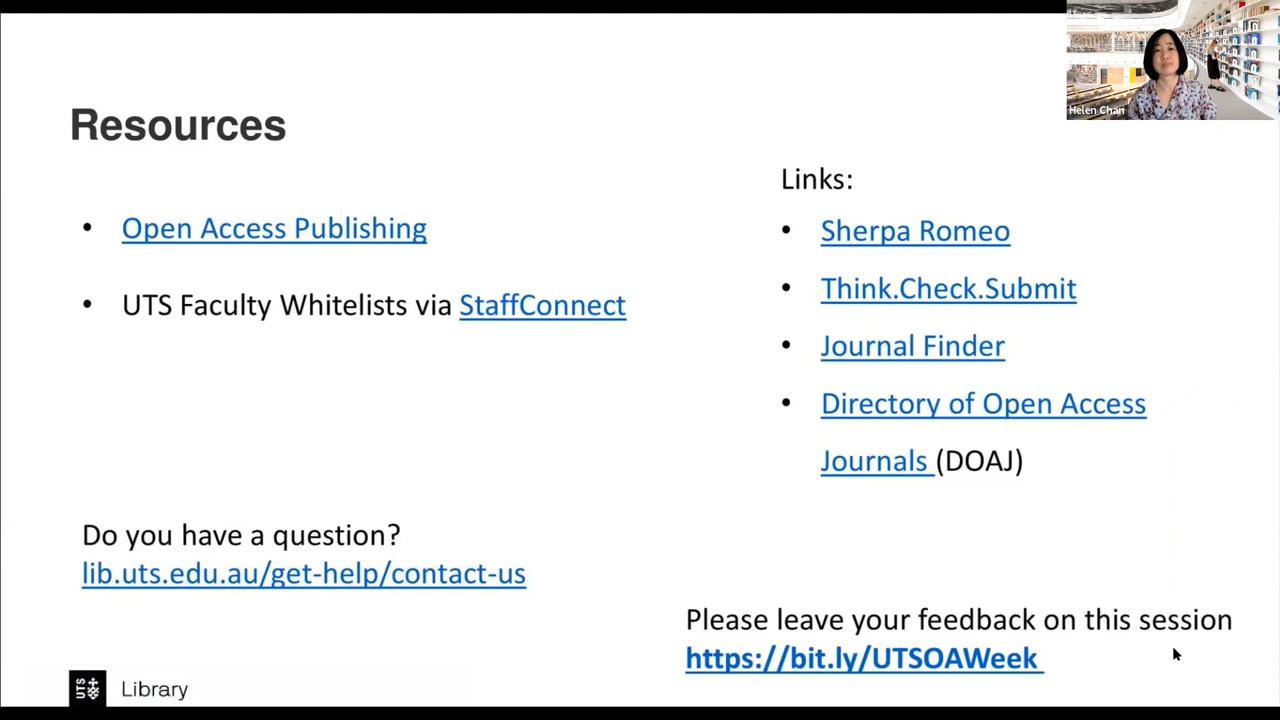 Helen Chan
Resources
• Open Access Publishing
• UTS Faculty Whitelists via StaffConnect
Links:
• Sherpa Romeo
• Think.Check.Submit
• Journal Finder
• Directory of Open Access
Journals (DOAJ)
Do you have a question?
lib.uts.edu.au/get-help/contact-us
Please leave your feedback on this session
https://bit.ly/UTSOAWeek
UTS Library